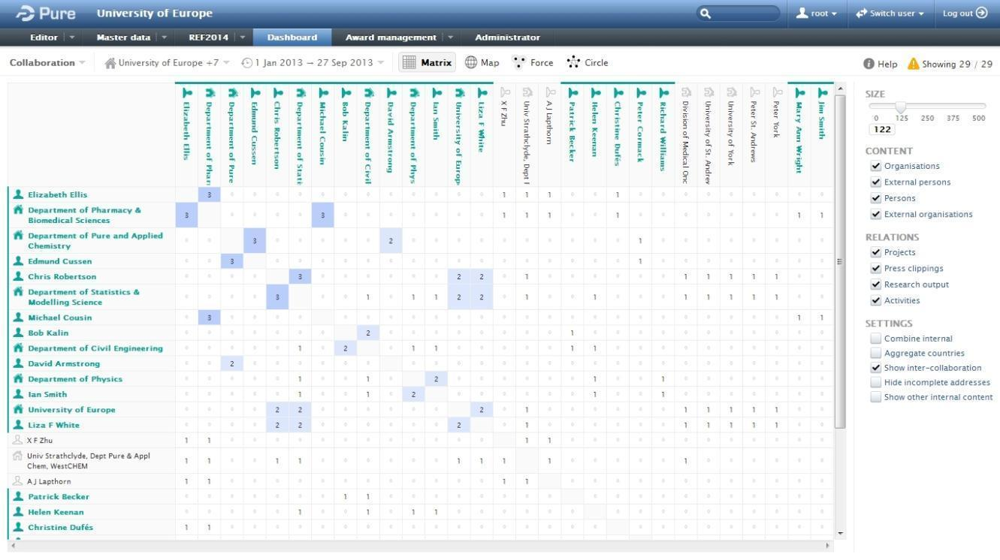 Pure University of Europe root Switch user Log out
Editor Master data REF2014 Dashboard Award management Administrator
Collaboration University of Europe +7 1 Jan 2013 → 27 Sep 2013 Matrix Map Force Circle Help Showing 29 / 29
Elizabeth Ellis
Department of Phar
Department of Pure
Edmund Cussen
Chris Robertson
Department of Stati
Michael Cousin
Bob Kalin
Department of Civil
David Armstrong
Department of Phys
Ian Smith
University of Europ
Liza F White
X F Zhu
Univ Strathclyde, Dept
A J Lapthorn
Patrick Becker
Helen Keenan
Christine Dufés
Peter Cormack
Richard Williams
Division of Medical Onc
University of St. Andrev
University of York
Peter St. Andrews
Peter York
Mary Ann Wright
Jim Smith
Elizabeth Ellis 3 0 0 0 0 0 0 0 0 0 0 0 0 1 1 1 0 0 1 0 0 0 0 0 0 0 0 0
Department of Pharmacy &
Biomedical Sciences
3 0 0 0 0 3 0 0 0 0 0 0 0 1 1 1 0 0 1 0 0 0 0 0 0 0 1 1
Department of Pure and Applied
Chemistry
0 0 3 0 0 0 0 0 2 0 0 0 0 0 0 0 0 0 0 1 0 0 0 0 0 0 0 0
Edmund Cussen 0 0 3 0 0 0 0 0 0 0 0 0 0 0 0 0 0 0 0 1 0 0 0 0 0 0 0 0
Chris Robertson 0 0 0 0 3 0 0 0 0 0 0 2 2 0 1 0 0 0 0 0 0 1 1 1 1 1 0 0
Department of Statistics &
Modelling Science
0 0 0 0 3 0 0 1 0 1 1 2 2 0 1 0 0 1 0 0 0 1 1 1 1 1 0 0
Michael Cousin 0 3 0 0 0 0 0 0 0 0 0 0 0 0 0 0 0 0 0 0 0 0 0 0 0 0 1 1
Bob Kalin 0 0 0 0 0 0 0 2 0 0 0 0 0 0 0 0 1 0 0 0 0 0 0 0 0 0 0 0
Department of Civil Engineering 0 0 0 0 0 1 0 2 0 1 1 0 0 0 0 0 1 1 0 0 0 0 0 0 0 0 0 0
David Armstrong 0 0 2 0 0 0 0 0 0 0 0 0 0 0 0 0 0 0 0 0 0 0 0 0 0 0 0 0
Department of Physics 0 0 0 0 0 1 0 0 1 0 2 0 0 0 0 0 0 1 0 0 1 0 0 0 0 0 0 0
Ian Smith 0 0 0 0 0 1 0 0 1 0 2 0 0 0 0 0 0 1 0 0 1 0 0 0 0 0 0 0
University of Europe 0 0 0 0 2 2 0 0 0 0 0 0 2 0 1 0 0 0 0 0 0 1 1 1 1 1 0 0
Liza F White 0 0 0 0 2 2 0 0 0 0 0 0 2 0 1 0 0 0 0 0 0 1 1 1 1 1 0 0
X F Zhu 1 1 0 0 0 0 0 0 0 0 0 0 0 0 1 1 0 0 0 0 0 0 0 0 0 0 0 0
Univ Strathclyde, Dept Pure & Appl
Chem, WestCHEM
1 1 0 0 1 1 0 0 0 0 0 0 1 1 1 1 0 0 0 0 0 1 0 0 0 0 0 0
A J Lapthorn 1 1 0 0 0 0 0 0 0 0 0 0 0 0 1 1 0 0 0 0 0 0 0 0 0 0 0 0
Patrick Becker 0 0 0 0 0 0 0 1 1 0 0 0 0 0 0 0 0 0 0 0 0 0 0 0 0 0 0 0
Helen Keenan 0 0 0 0 0 1 0 0 1 0 1 1 0 0 0 0 0 0 0 0 0 0 0 0 0 0 0 0
Christine Dufés 1 1 0 0 0 0 0 0 0 0 0 0 0 0 0 0 0 0 0 0 0 0 0 0 0 0 0 0
SIZE
0 125 250 375 500
122
CONTENT
Organisations
External persons
Persons
External organisations
RELATIONS
Projects
Press clippings
Research output
Activities
SETTINGS
Combine internal
Aggregate countries
Show inter-collaboration
Hide incomplete addresses
Show other internal content